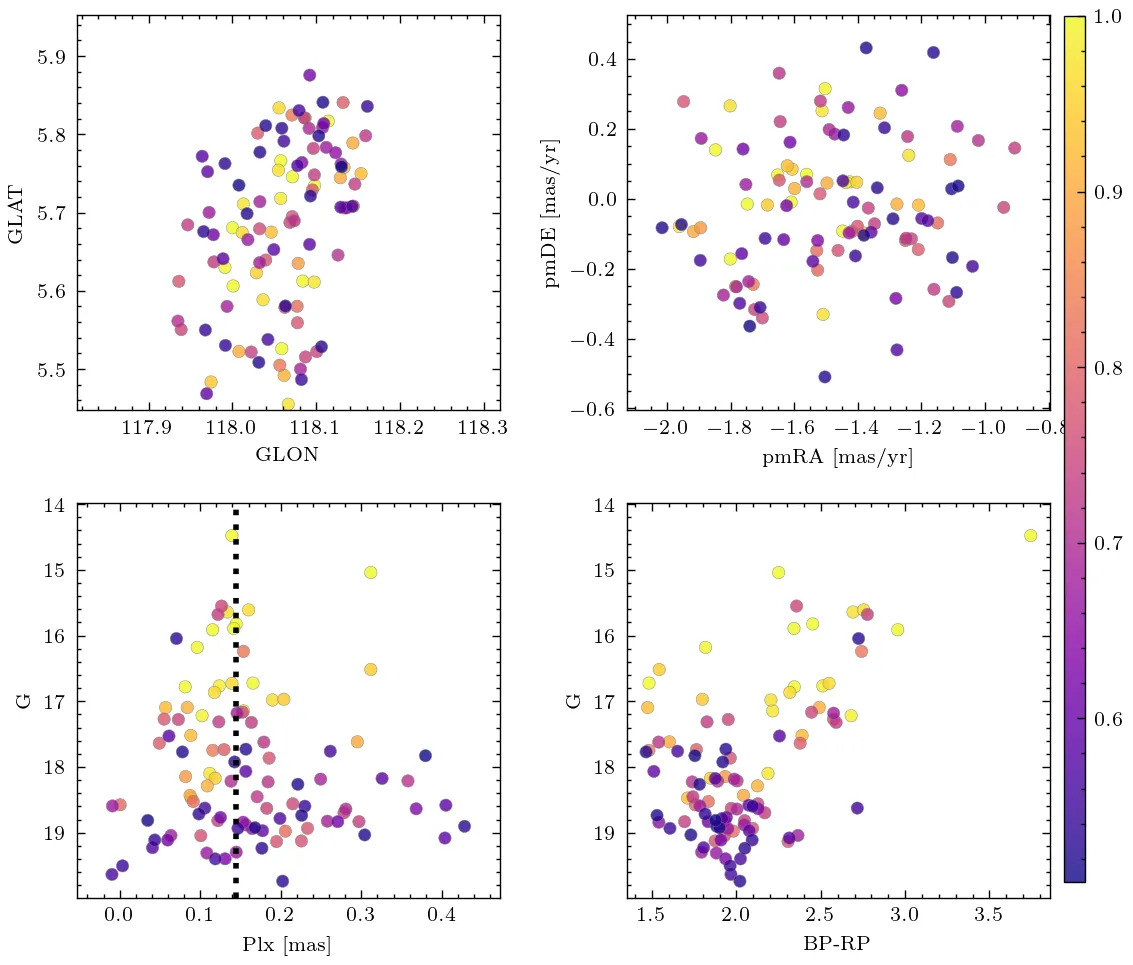 5.9
5.8
5.7
5.6
5.5
GLAT
117.9 118.0 118.1 118.2 118.3
GLON
0.4
0.2
0.0
−0.2
−0.4
−0.6
pmDE [mas/yr]
−2.0 −1.8 −1.6 −1.4 −1.2 −1.0 −0.8
pmRA [mas/yr]
1.0
0.9
0.8
0.7
0.6
14
15
16
17
18
19
G
0.0 0.1 0.2 0.3 0.4
Plx [mas]
14
15
16
17
18
19
G
1.5 2.0 2.5 3.0 3.5
BP-RP